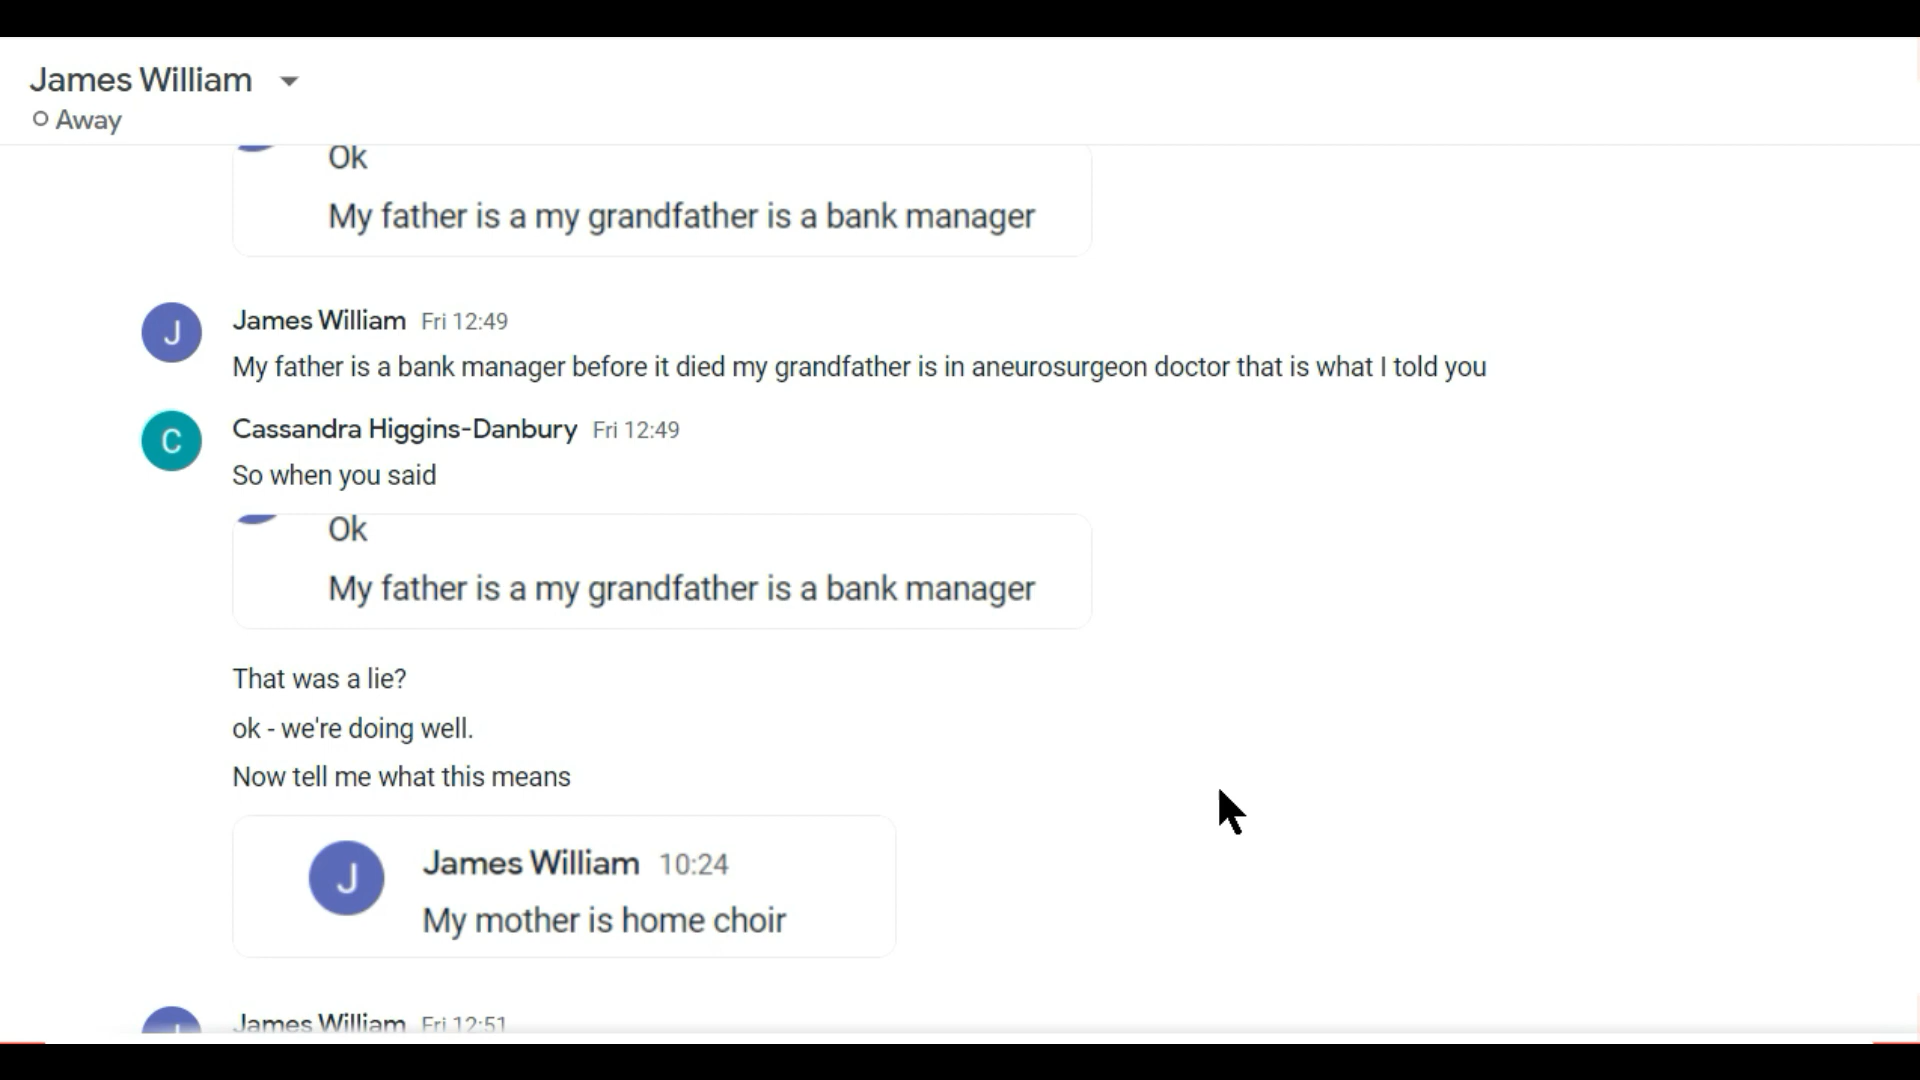 James William
Away
Ok
My father is a my grandfather is a bank manager
J
James William Fri 12:49
My father is a bank manager before it died my grandfather is in aneurosurgeon doctor that is what I told you
C
Cassandra Higgins-Danbury Fri 12:49
So when you said
Ok
My father is a my grandfather is a bank manager
That was a lie?
ok - we're doing well.
Now tell me what this means
J
James William 10:24
My mother is home choir
James William Fri 12:51